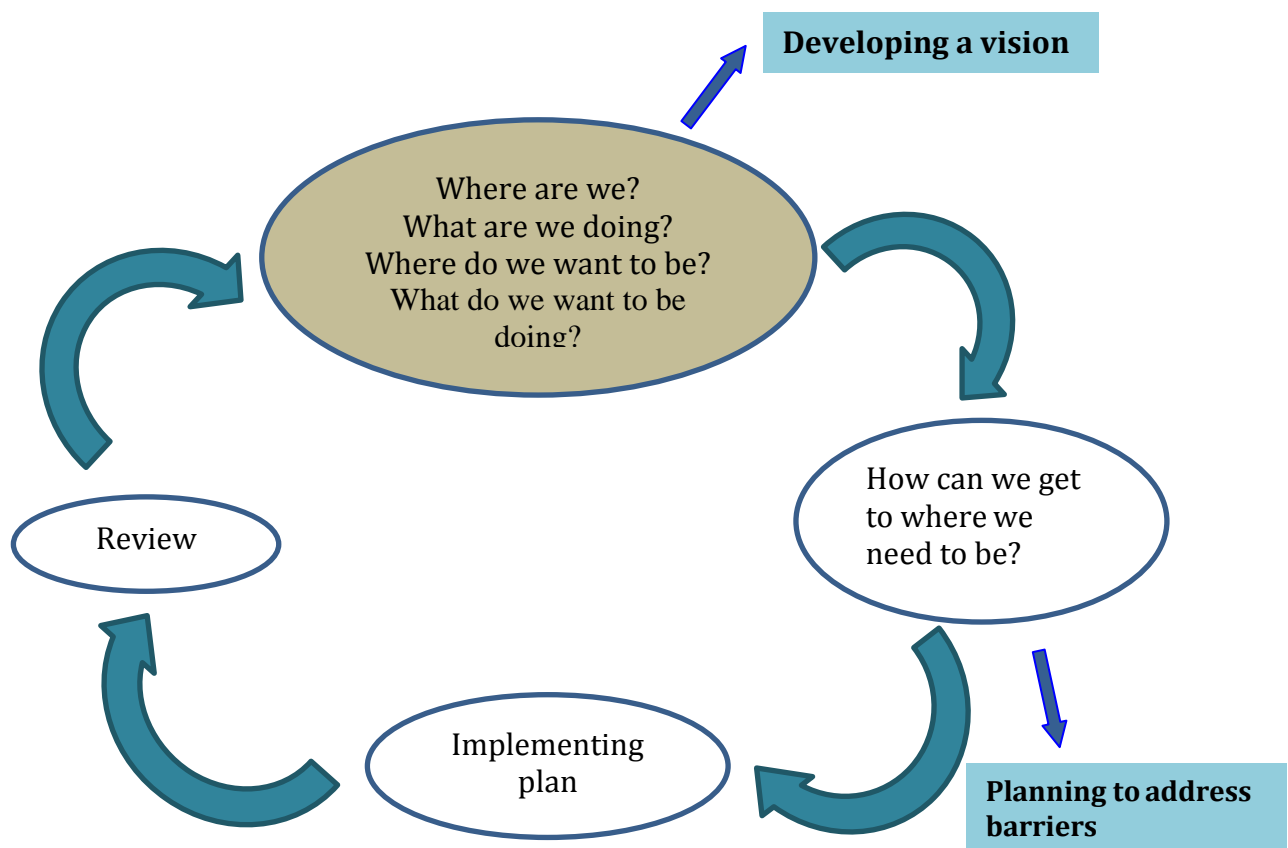 Developing a vision
Where are we?
What are we doing?
Where do we want to be?
What do we want to be
doing?
How can we get
to where we
need to be?
Review
Implementing
plan
Planning to address
barriers